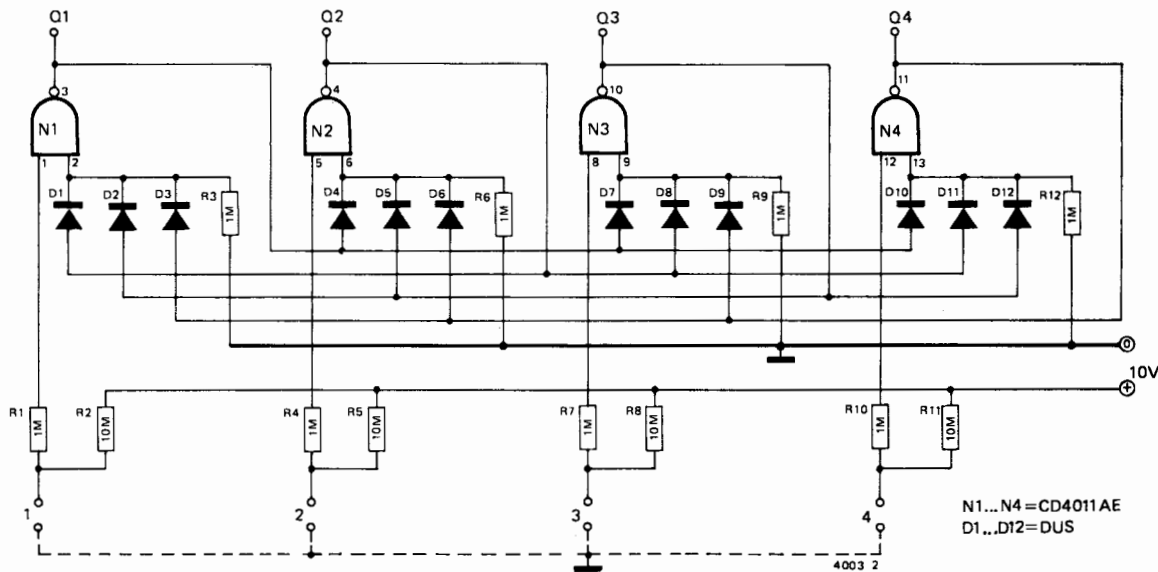 Q1 Q2 Q3 Q4
3 4 10 11
N1 N2 N3 N4
1 2 5 6 8 9 12 13
D1 D2 D3 R3 1M D4 D5 D6 R6 1M D7 D8 D9 R9 1M D10 D11 D12 R12 1M
0
10V
+
R1 1M R2 10M R4 1M R5 10M R7 1M R8 10M R10 1M R11 10M
1 2 3 4
N1...N4=CD4011AE
D1...D12=DUS
4003 2